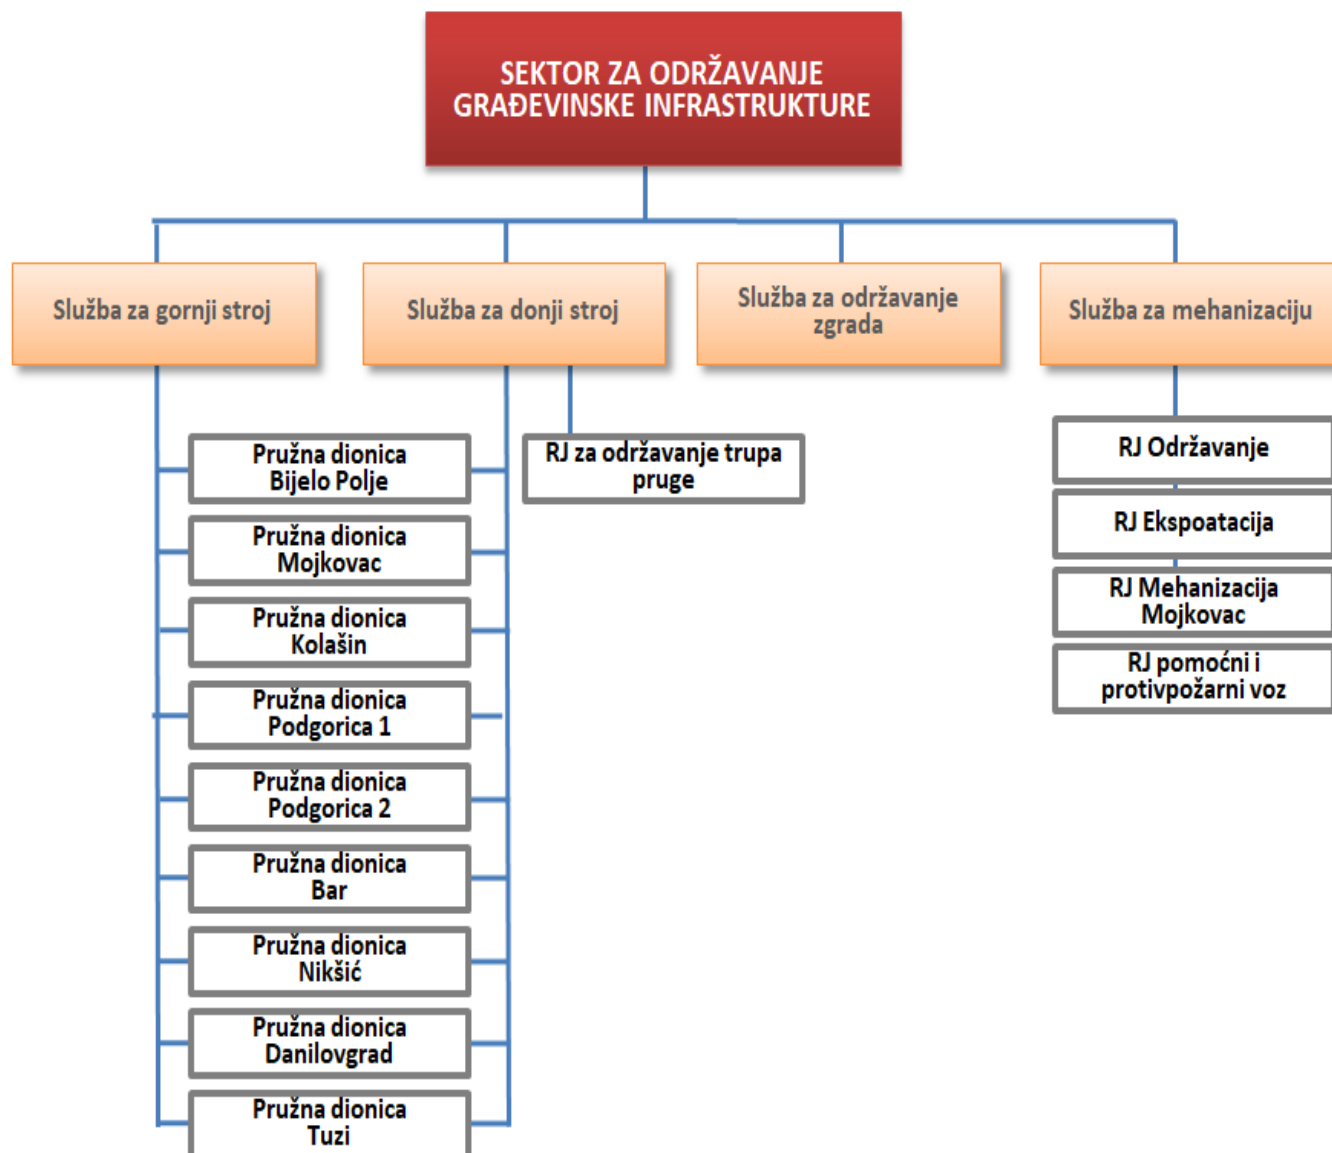 SEKTOR ZA ODRŽAVANJE
GRAĐEVINSKE INFRASTRUKTURE
Služba za gornji stroj
Služba za donji stroj
Služba za održavanje
zgrada
Služba za mehanizaciju
Pružna dionica
Bijelo Polje
Pružna dionica
Mojkovac
Pružna dionica
Kolašin
Pružna dionica
Podgorica 1
Pružna dionica
Podgorica 2
Pružna dionica
Bar
Pružna dionica
Nikšić
Pružna dionica
Danilovgrad
Pružna dionica
Tuzi
RJ za održavanje trupa
pruge
RJ Održavanje
RJ Ekspoatacija
RJ Mehanizacija
Mojkovac
RJ pomoćni i
protivpožarni voz